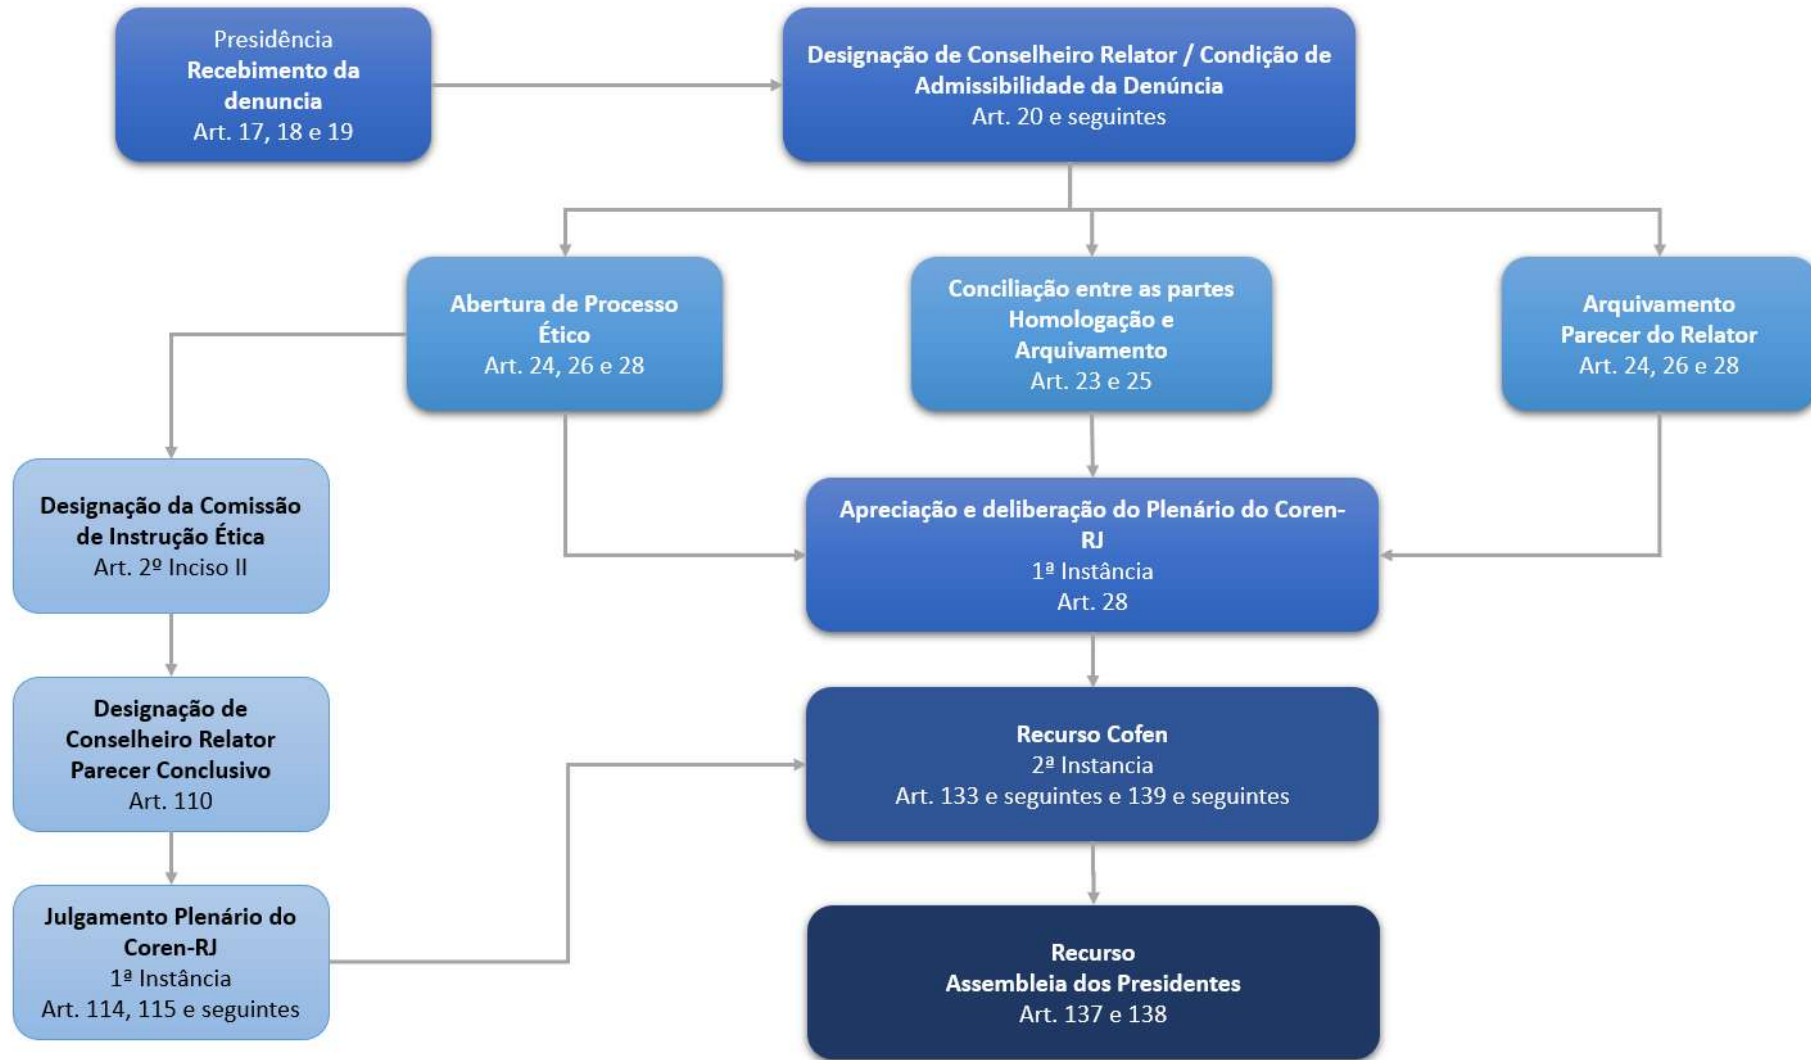 Presidência
Recebimento da
denuncia
Art. 17, 18 e 19
Designação de Conselheiro Relator / Condição de
Admissibilidade da Denúncia
Art. 20 e seguintes
Abertura de Processo
Ético
Art. 24, 26 e 28
Conciliação entre as partes
Homologação e
Arquivamento
Art. 23 e 25
Arquivamento
Parecer do Relator
Art. 24, 26 e 28
Designação da Comissão
de Instrução Ética
Art. 2º Inciso II
Apreciação e deliberação do Plenário do Coren-
RJ
1ª Instância
Art. 28
Designação de
Conselheiro Relator
Parecer Conclusivo
Art. 110
Recurso Cofen
2ª Instancia
Art. 133 e seguintes e 139 e seguintes
Julgamento Plenário do
Coren-RJ
1ª Instância
Art. 114, 115 e seguintes
Recurso
Assembleia dos Presidentes
Art. 137 e 138